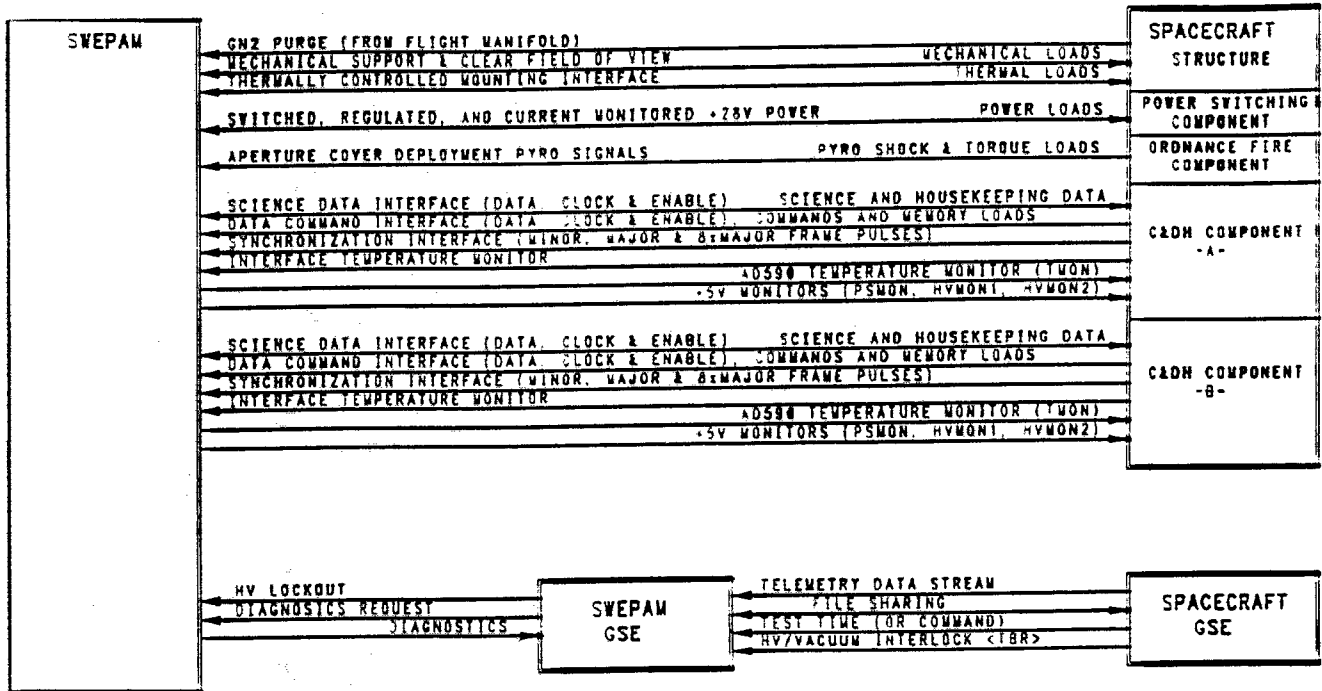 SWEPAM
SPACECRAFT
STRUCTURE
GN2 PURGE (FROM FLIGHT MANIFOLD)
MECHANICAL SUPPORT & CLEAR FIELD OF VIEW
MECHANICAL LOADS
THERMALLY CONTROLLED MOUNTING INTERFACE
THERMAL LOADS
SWITCHED, REGULATED, AND CURRENT MONITORED +28V POWER
POWER LOADS
POWER SWITCHING
COMPONENT
APERTURE COVER DEPLOYMENT PYRO SIGNALS
PYRO SHOCK & TORQUE LOADS
ORDNANCE FIRE
COMPONENT
SCIENCE DATA INTERFACE (DATA, CLOCK & ENABLE)
SCIENCE AND HOUSEKEEPING DATA
DATA COMMAND INTERFACE (DATA, CLOCK & ENABLE), COMMANDS AND MEMORY LOADS
SYNCHRONIZATION INTERFACE (MINOR, MAJOR & 8xMAJOR FRAME PULSES)
INTERFACE TEMPERATURE MONITOR
AD590 TEMPERATURE MONITOR (TMON)
+5V MONITORS (PSMON, HVMON1, HVMON2)
C&DH COMPONENT
-A-
SCIENCE DATA INTERFACE (DATA, CLOCK & ENABLE)
SCIENCE AND HOUSEKEEPING DATA
DATA COMMAND INTERFACE (DATA, CLOCK & ENABLE), COMMANDS AND MEMORY LOADS
SYNCHRONIZATION INTERFACE (MINOR, MAJOR & 8xMAJOR FRAME PULSES)
INTERFACE TEMPERATURE MONITOR
AD590 TEMPERATURE MONITOR (TMON)
+5V MONITORS (PSMON, HVMON1, HVMON2)
C&DH COMPONENT
-B-
HV LOCKOUT
DIAGNOSTICS REQUEST
DIAGNOSTICS
SWEPAM
GSE
TELEMETRY DATA STREAM
FILE SHARING
TEST TIME (OR COMMAND)
HV/VACUUM INTERLOCK <TBR>
SPACECRAFT
GSE